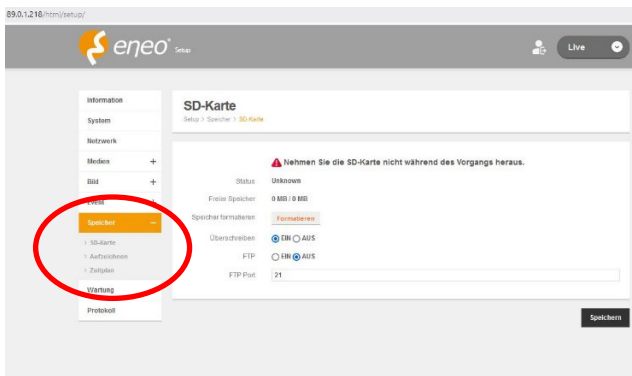 89.0.1.218/html/setup/
eneo® Setup
Live
Information
System
Netzwerk
Medien +
Bild +
Event
Speicher −
> SD-Karte
> Aufzeichnen
> Zeitplan
Wartung
Protokoll
SD-Karte
Setup > Speicher > SD-Karte
Nehmen Sie die SD-Karte nicht während des Vorgangs heraus.
Status Unknown
Freier Speicher 0 MB / 0 MB
Speicher formatieren Formatieren
Überschreiben EIN AUS
FTP EIN AUS
FTP Port 21
Speichern